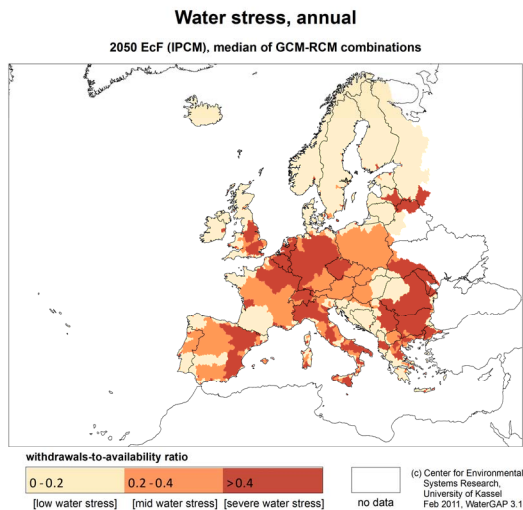 Water stress, annual
2050 EcF (IPCM), median of GCM-RCM combinations
withdrawals-to-availability ratio
0 - 0.2
0.2 - 0.4
>0.4
[low water stress]
[mid water stress]
[severe water stress]
no data
(c) Center for Environmental
Systems Research,
University of Kassel
Feb 2011, WaterGAP 3.1